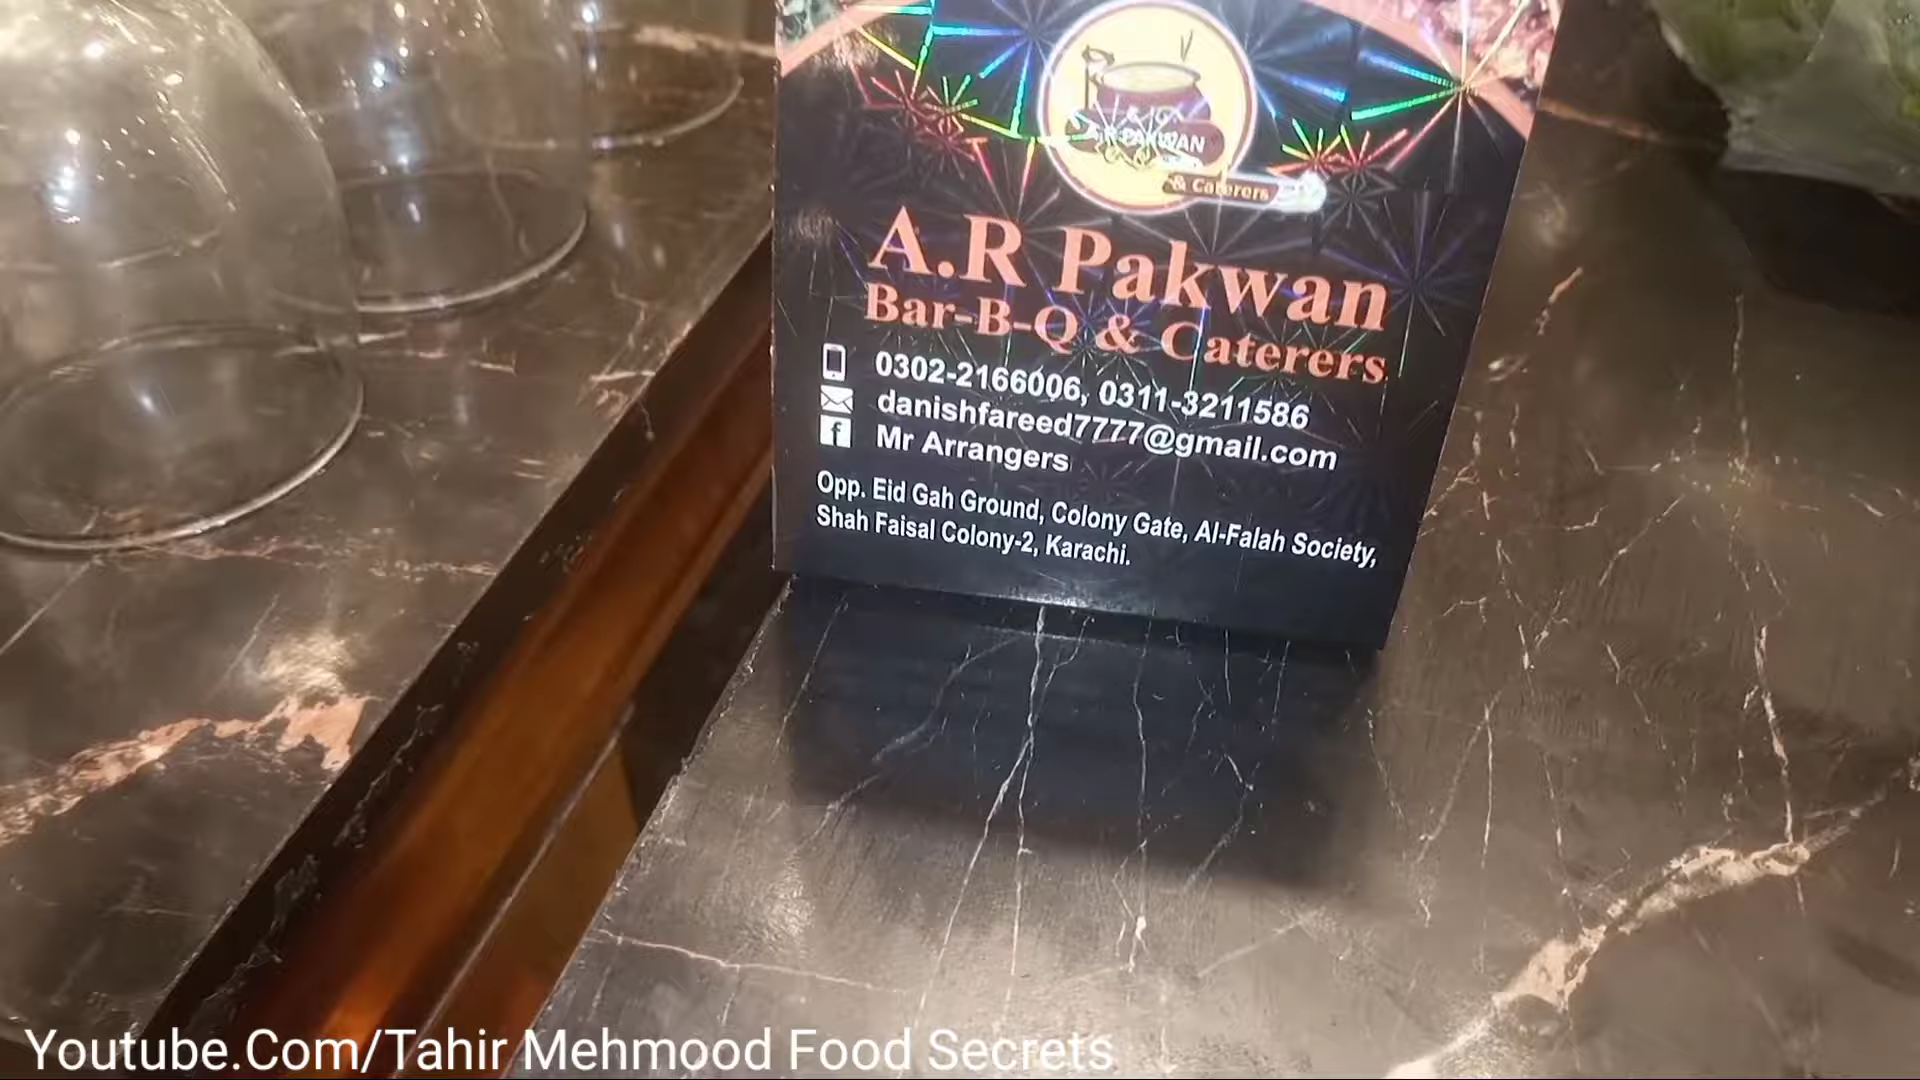 A.R PAKWAN
& Caterers
A.R Pakwan
Bar-B-Q & Caterers
0302-2166006, 0311-3211586
danishfareed7777@gmail.com
Mr Arrangers
Opp. Eid Gah Ground, Colony Gate, Al-Falah Society,
Shah Faisal Colony-2, Karachi.
Youtube.Com/Tahir Mehmood Food Secrets